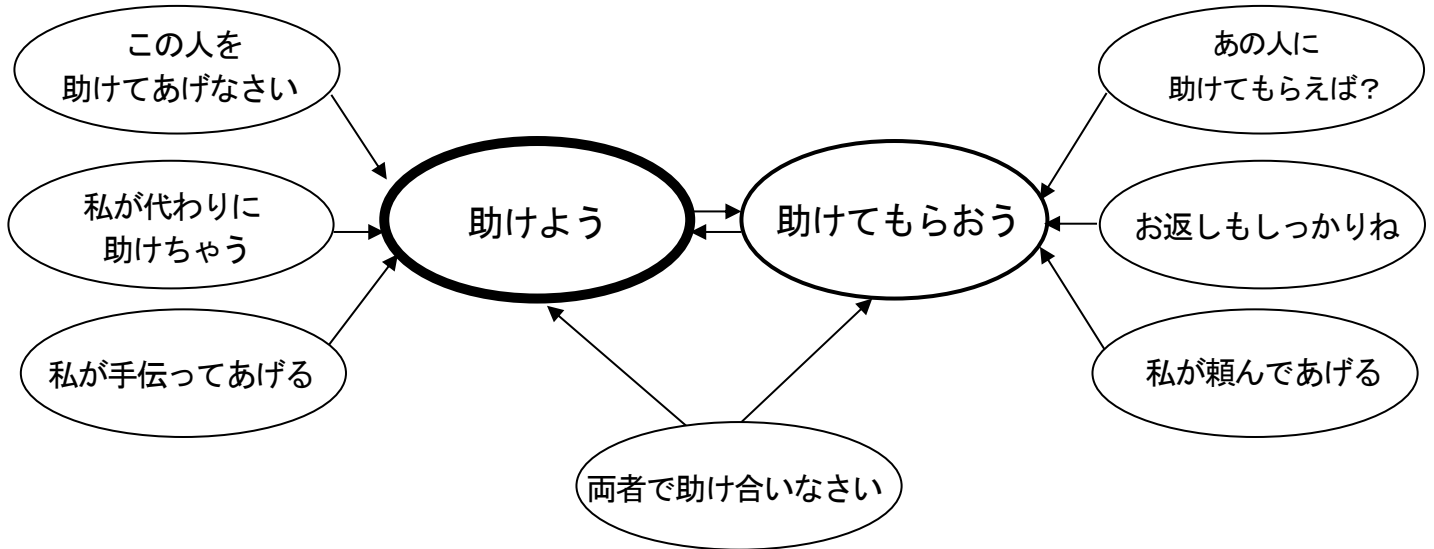 この人を
助けてあげなさい
あの人に
助けてもらえば?
私が代わりに
助けちゃう
助けよう
助けてもらおう
お返しもしっかりね
私が手伝ってあげる
私が頼んであげる
両者で助け合いなさい